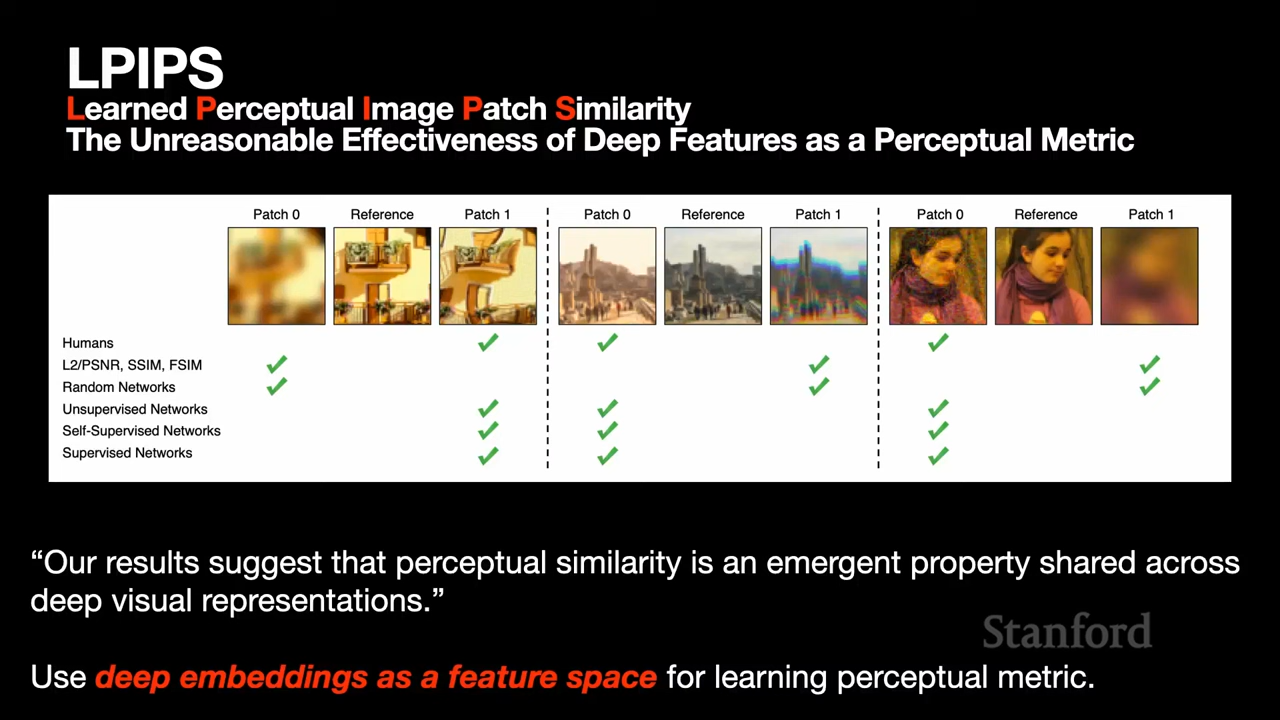 LPIPS
Learned Perceptual Image Patch Similarity
The Unreasonable Effectiveness of Deep Features as a Perceptual Metric
Patch 0 Reference Patch 1 Patch 0 Reference Patch 1 Patch 0 Reference Patch 1
Humans
L2/PSNR, SSIM, FSIM
Random Networks
Unsupervised Networks
Self-Supervised Networks
Supervised Networks
“Our results suggest that perceptual similarity is an emergent property shared across
deep visual representations.”
Stanford
Use deep embeddings as a feature space for learning perceptual metric.